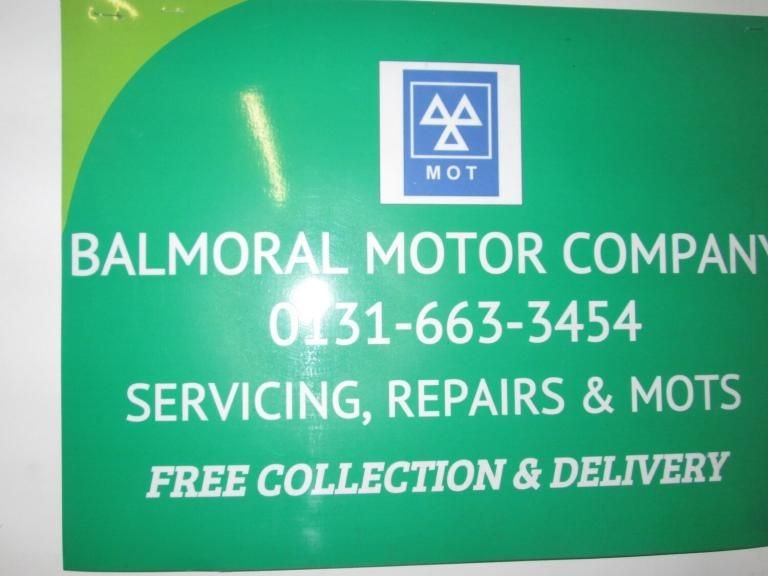 MOT
BALMORAL MOTOR COMPANY
0131-663-3454
SERVICING, REPAIRS & MOTS
FREE COLLECTION & DELIVERY